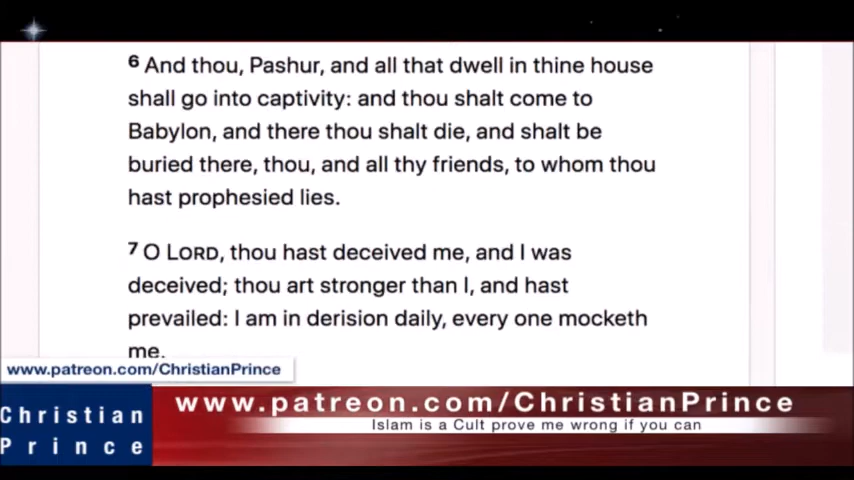 6 And thou, Pashur, and all that dwell in thine house
shall go into captivity: and thou shalt come to
Babylon, and there thou shalt die, and shalt be
buried there, thou, and all thy friends, to whom thou
hast prophesied lies.
7 O LORD, thou hast deceived me, and I was
deceived; thou art stronger than I, and hast
prevailed: I am in derision daily, every one mocketh
me.
www.patreon.com/ChristianPrince
www.patreon.com/ChristianPrince
Islam is a Cult prove me wrong if you can
Christian
Prince